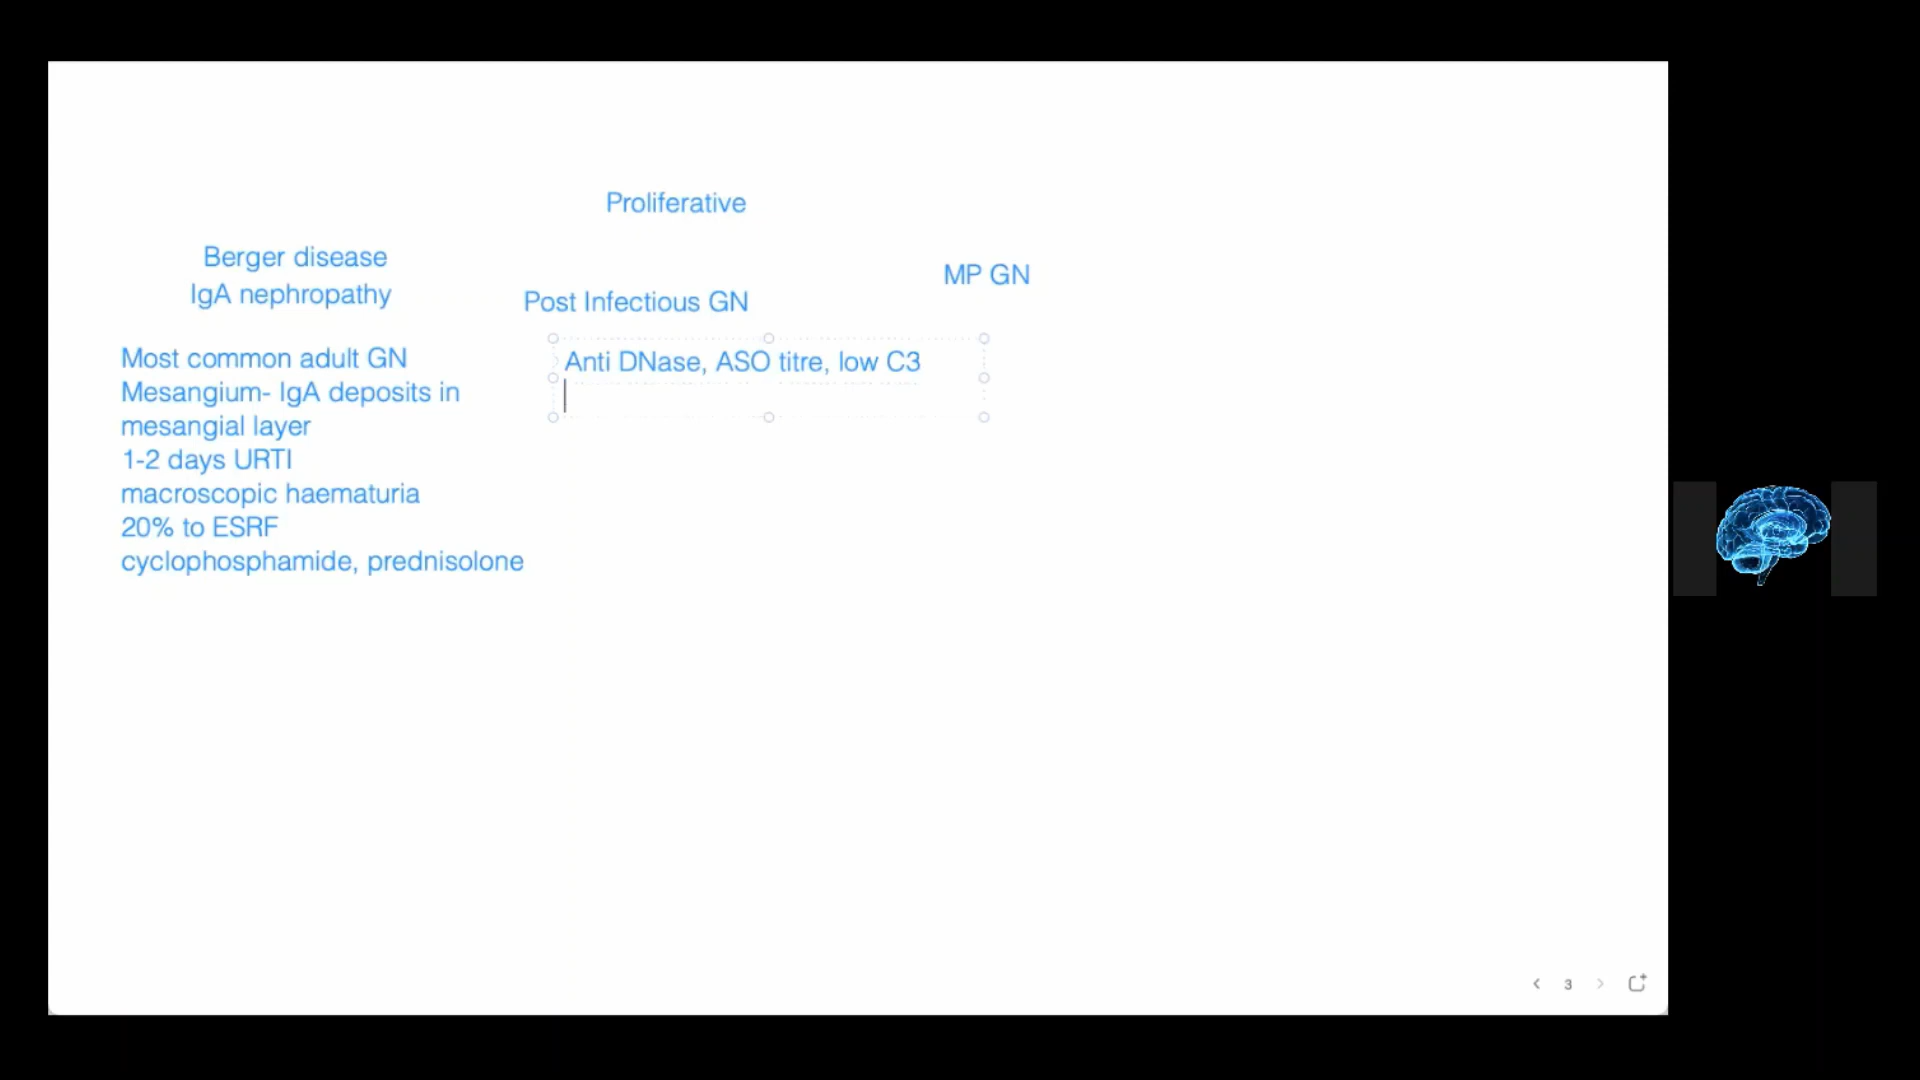 Proliferative
Berger disease
IgA nephropathy
Most common adult GN
Mesangium- IgA deposits in
mesangial layer
1-2 days URTI
macroscopic haematuria
20% to ESRF
cyclophosphamide, prednisolone
Post Infectious GN
Anti DNase, ASO titre, low C3
MP GN
3